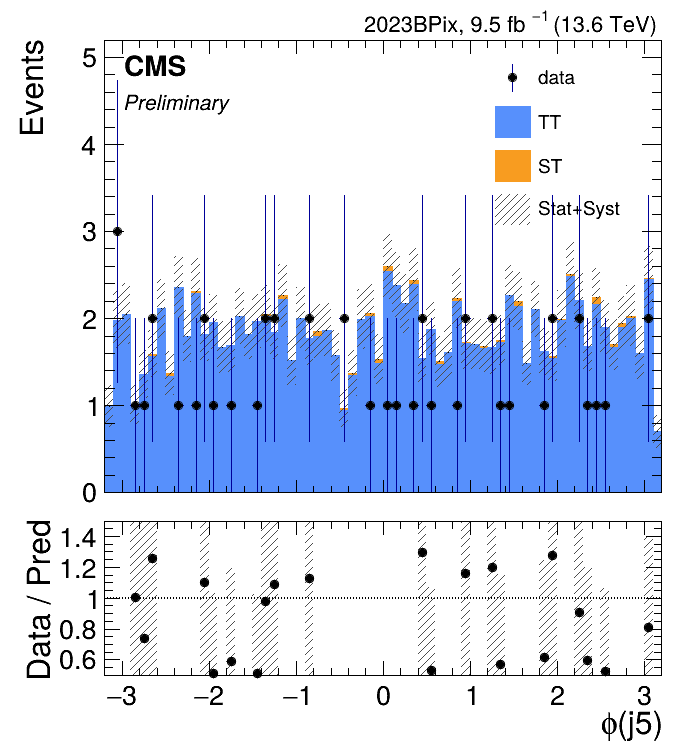 2023BPix, 9.5 fb⁻¹ (13.6 TeV)
Events
5
4
3
2
1
0
CMS
Preliminary
data
TT
ST
Stat+Syst
Data / Pred
1.4
1.2
1
0.8
0.6
−3
−2
−1
0
1
2
3
ϕ(j5)